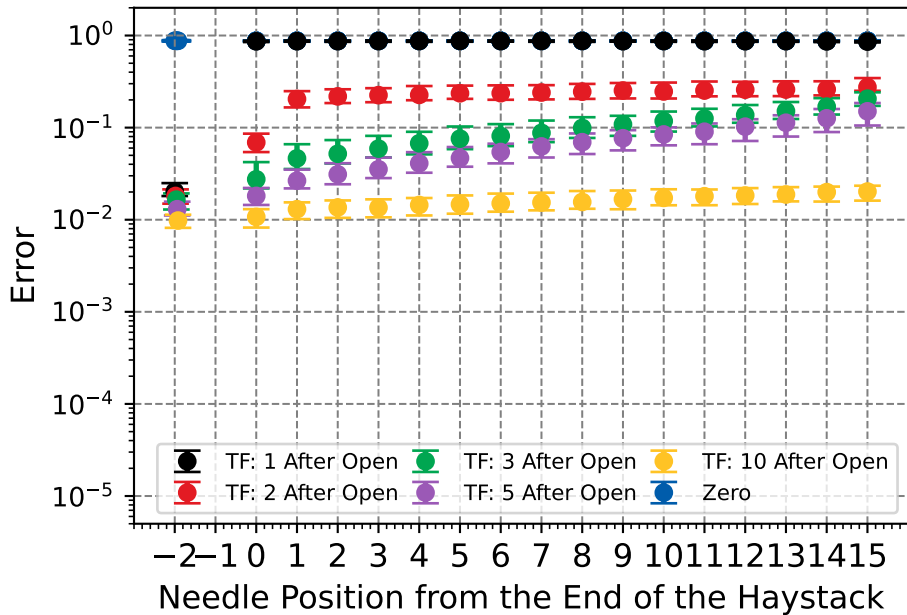 10⁰
10⁻¹
10⁻²
10⁻³
10⁻⁴
10⁻⁵
Error
TF: 1 After Open TF: 3 After Open TF: 10 After Open
TF: 2 After Open TF: 5 After Open Zero
−2 −1 0 1 2 3 4 5 6 7 8 9 10 11 12 13 14 15
Needle Position from the End of the Haystack